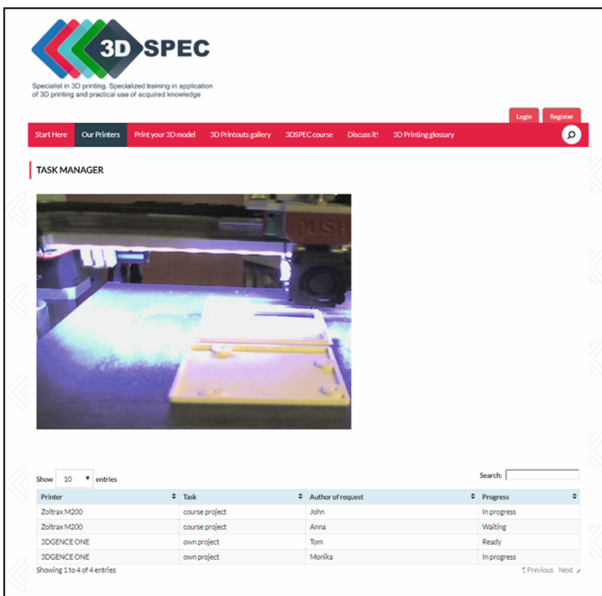 3D SPEC
Specialist in 3D printing. Specialized training in application
of 3D printing and practical use of acquired knowledge
Login Register
Start Here Our Printers Print your 3D model 3D Printouts gallery 3DSPEC course Discuss it! 3D Printing glossary
TASK MANAGER
PUSH
Show 10 entries Search:
Printer Task Author of request Progress
Zoltrax M200 course project John In progress
Zoltrax M200 course project Anna Waiting
3DGENCE ONE own project Tom Ready
3DGENCE ONE own project Monika In progress
Showing 1 to 4 of 4 entries Previous Next